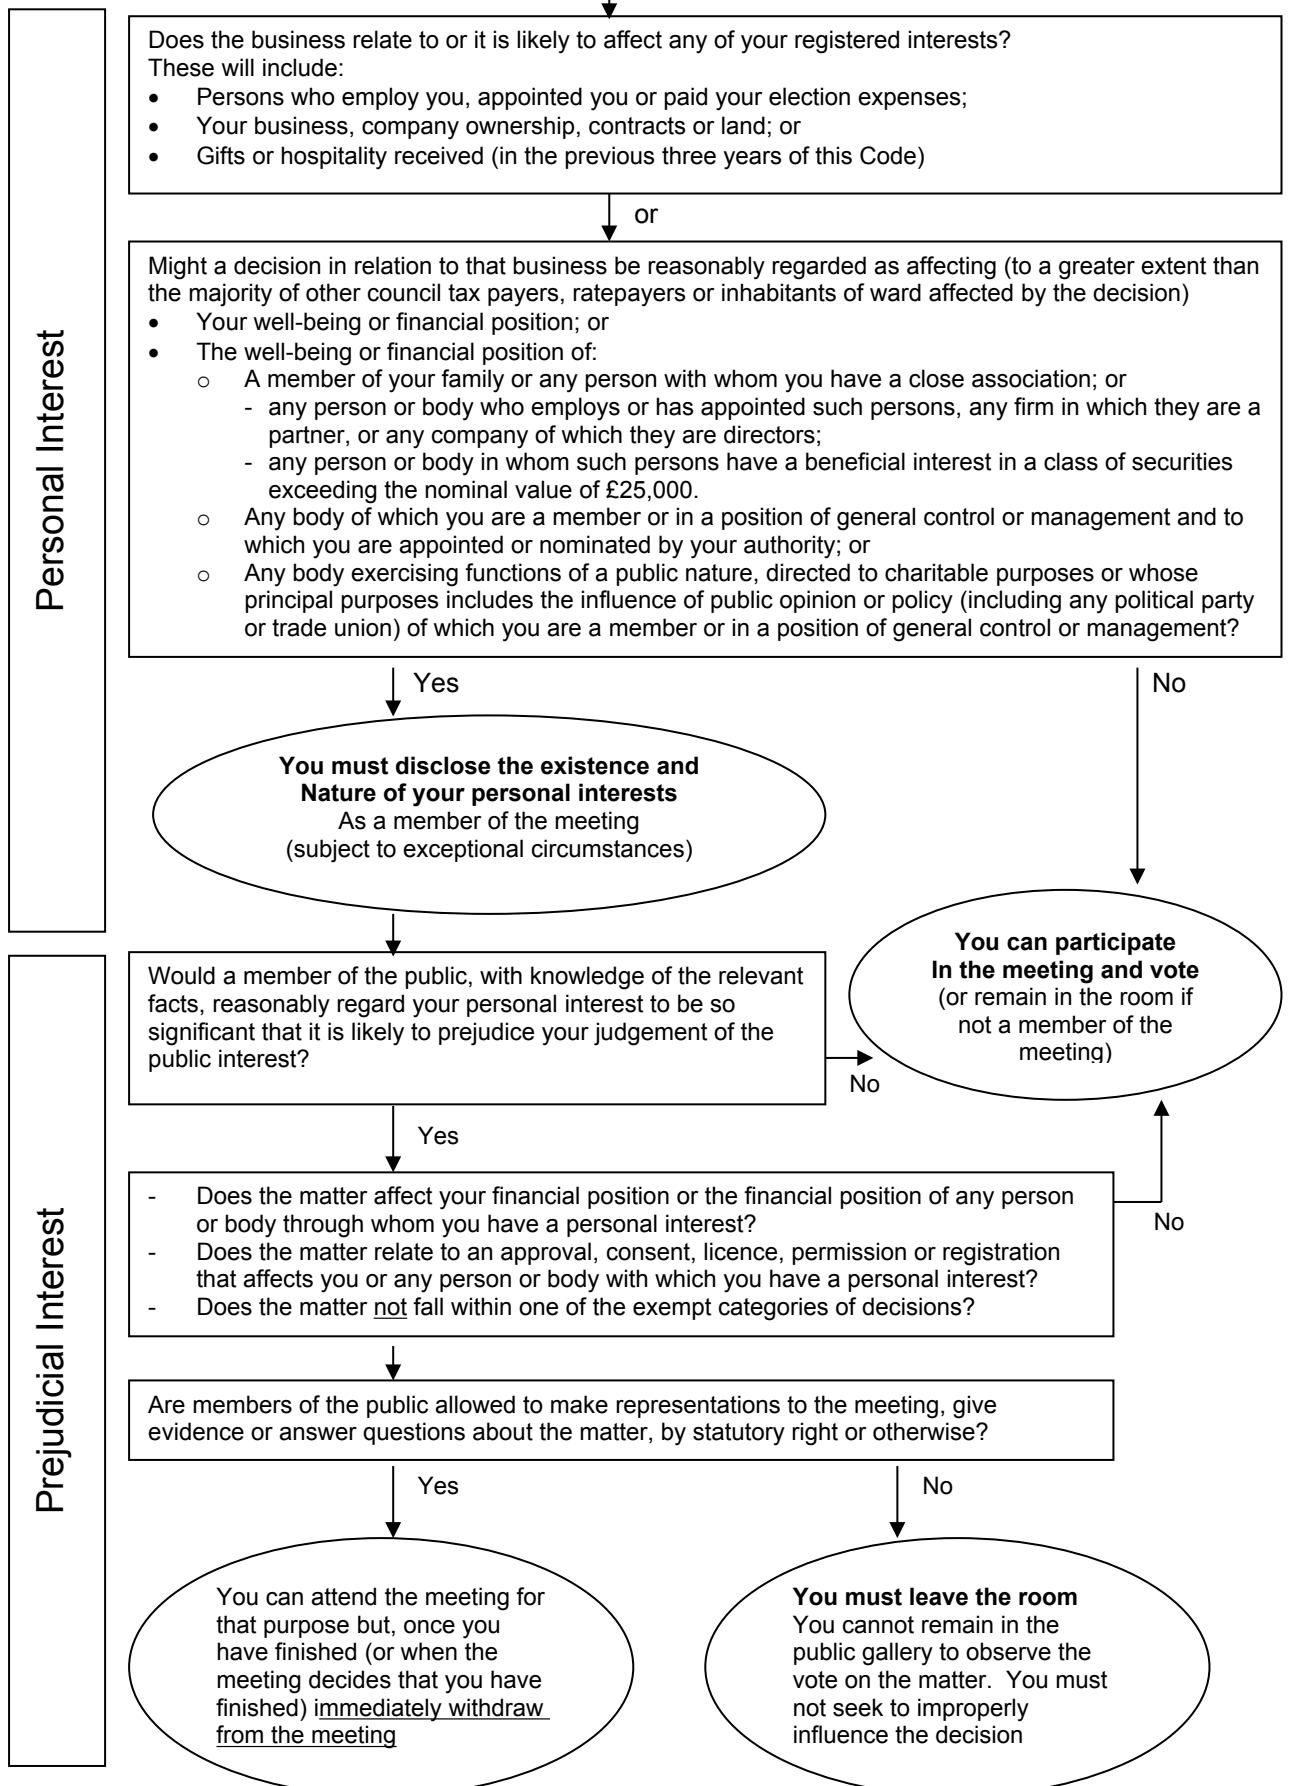 Personal Interest
Does the business relate to or it is likely to affect any of your registered interests?
These will include:
• Persons who employ you, appointed you or paid your election expenses;
• Your business, company ownership, contracts or land; or
• Gifts or hospitality received (in the previous three years of this Code)
or
Might a decision in relation to that business be reasonably regarded as affecting (to a greater extent than
the majority of other council tax payers, ratepayers or inhabitants of ward affected by the decision)
• Your well-being or financial position; or
• The well-being or financial position of:
o A member of your family or any person with whom you have a close association; or
- any person or body who employs or has appointed such persons, any firm in which they are a
partner, or any company of which they are directors;
- any person or body in whom such persons have a beneficial interest in a class of securities
exceeding the nominal value of £25,000.
o Any body of which you are a member or in a position of general control or management and to
which you are appointed or nominated by your authority; or
o Any body exercising functions of a public nature, directed to charitable purposes or whose
principal purposes includes the influence of public opinion or policy (including any political party
or trade union) of which you are a member or in a position of general control or management?
Yes
No
You must disclose the existence and
Nature of your personal interests
As a member of the meeting
(subject to exceptional circumstances)
You can participate
In the meeting and vote
(or remain in the room if
not a member of the
meeting)
Prejudicial Interest
Would a member of the public, with knowledge of the relevant
facts, reasonably regard your personal interest to be so
significant that it is likely to prejudice your judgement of the
public interest?
No
Yes
- Does the matter affect your financial position or the financial position of any person
or body through whom you have a personal interest?
- Does the matter relate to an approval, consent, licence, permission or registration
that affects you or any person or body with which you have a personal interest?
- Does the matter not fall within one of the exempt categories of decisions?
No
Are members of the public allowed to make representations to the meeting, give
evidence or answer questions about the matter, by statutory right or otherwise?
Yes
No
You can attend the meeting for
that purpose but, once you
have finished (or when the
meeting decides that you have
finished) immediately withdraw
from the meeting
You must leave the room
You cannot remain in the
public gallery to observe the
vote on the matter. You must
not seek to improperly
influence the decision